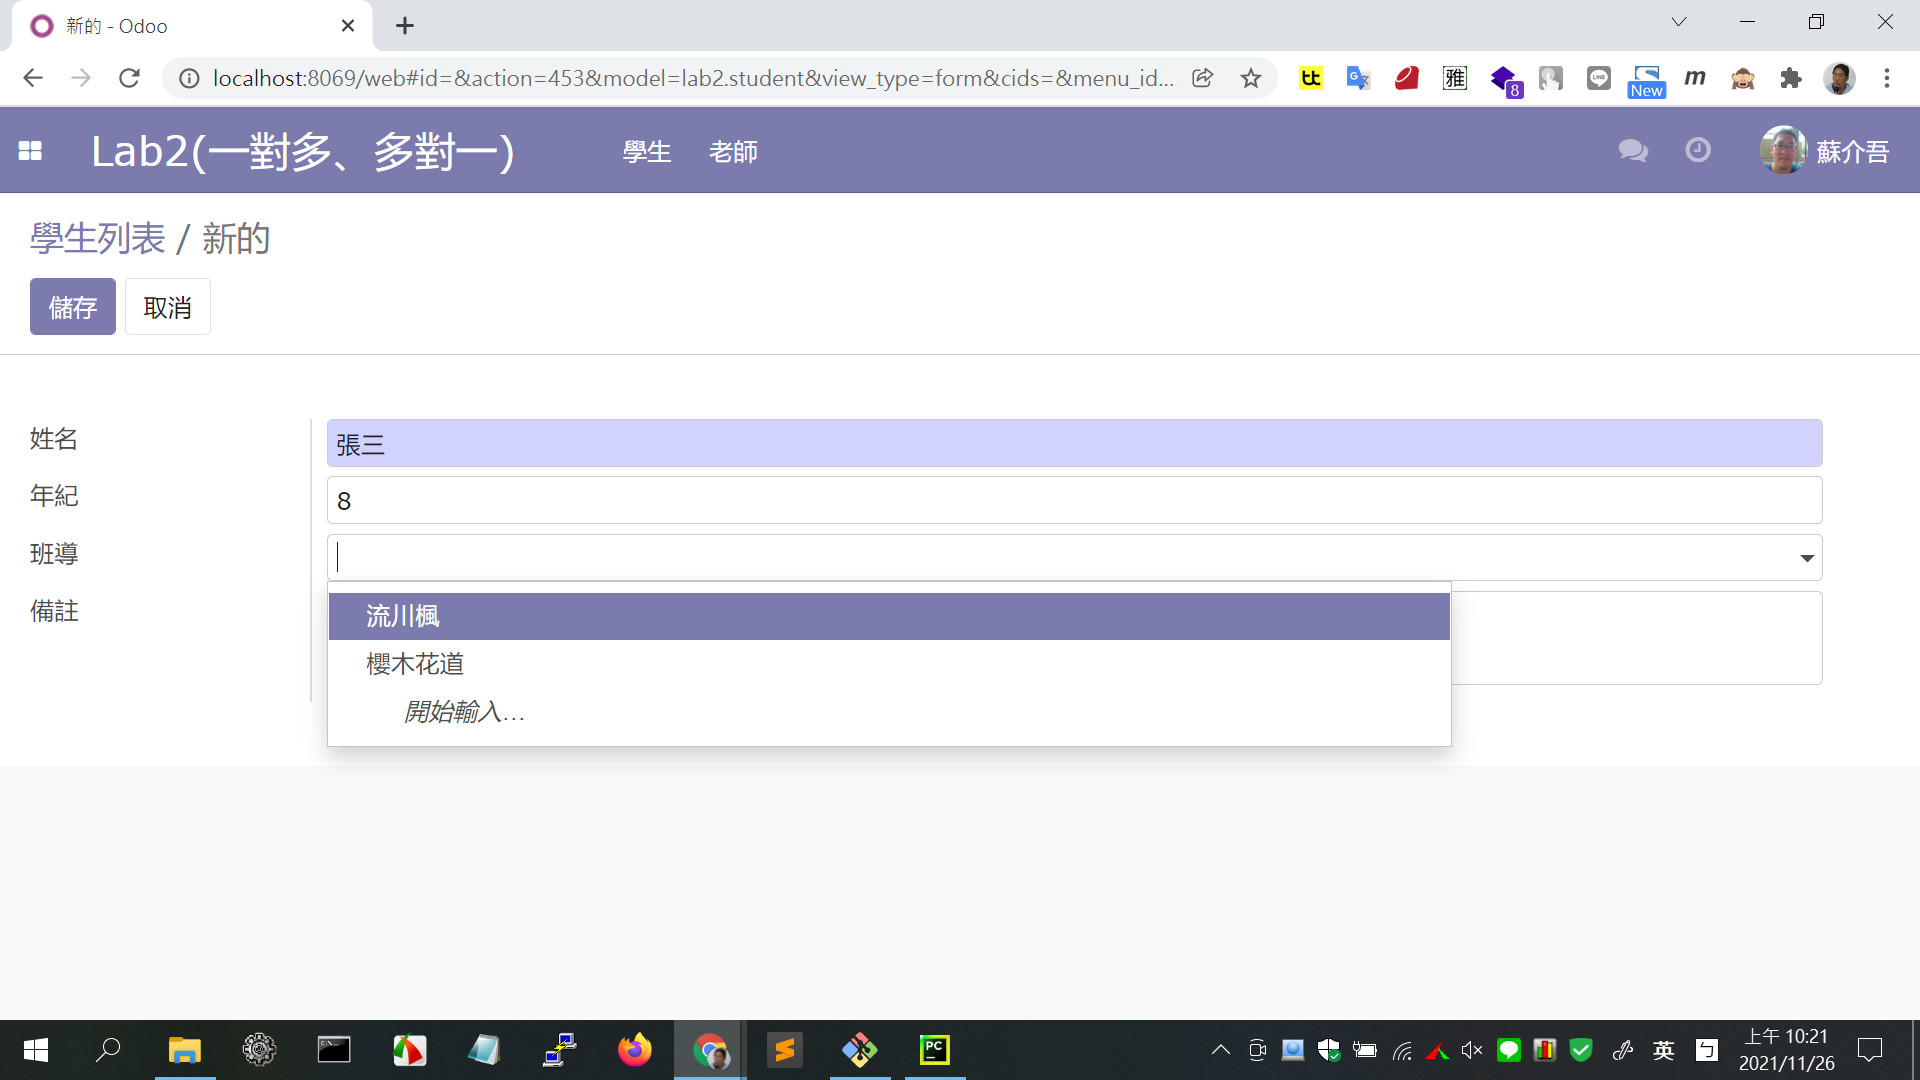 新的 - Odoo
localhost:8069/web#id=&action=453&model=lab2.student&view_type=form&cids=&menu_id...
雅
8
New
m
Lab2(一對多、多對一)
學生
老師
蘇介吾
學生列表 / 新的
儲存
取消
姓名
張三
年紀
8
班導
備註
流川楓
櫻木花道
開始輸入...
PC
英
ㄅ
上午 10:21
2021/11/26